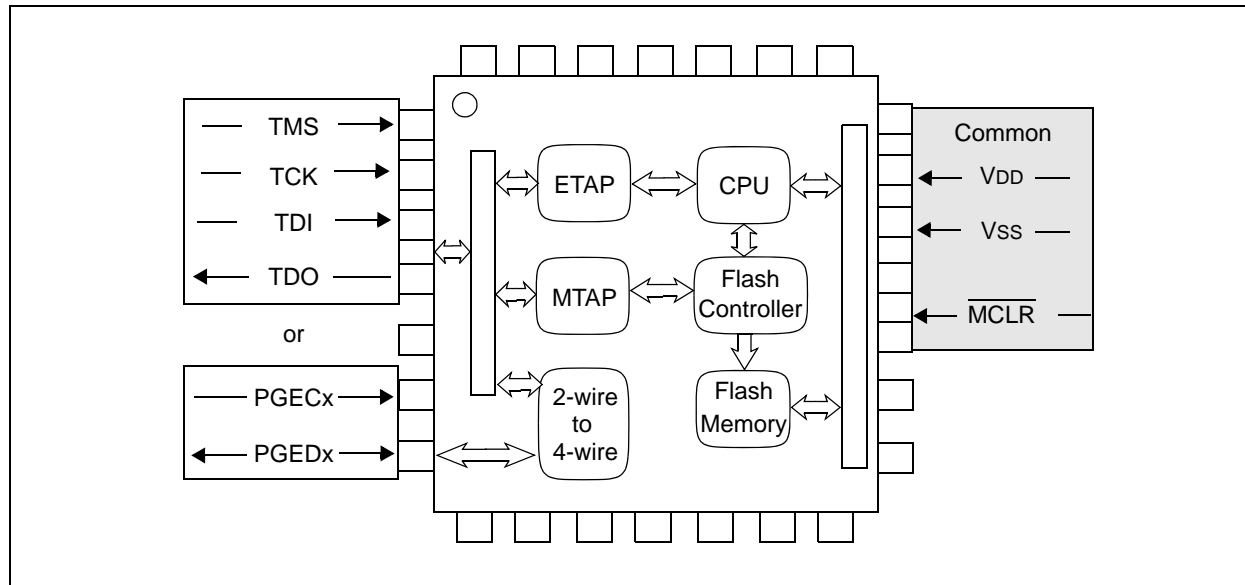 TMS
TCK
TDI
TDO
or
PGECx
PGEDx
ETAP
MTAP
2-wire
to
4-wire
CPU
Flash
Controller
Flash
Memory
Common
VDD
VSS
MCLR